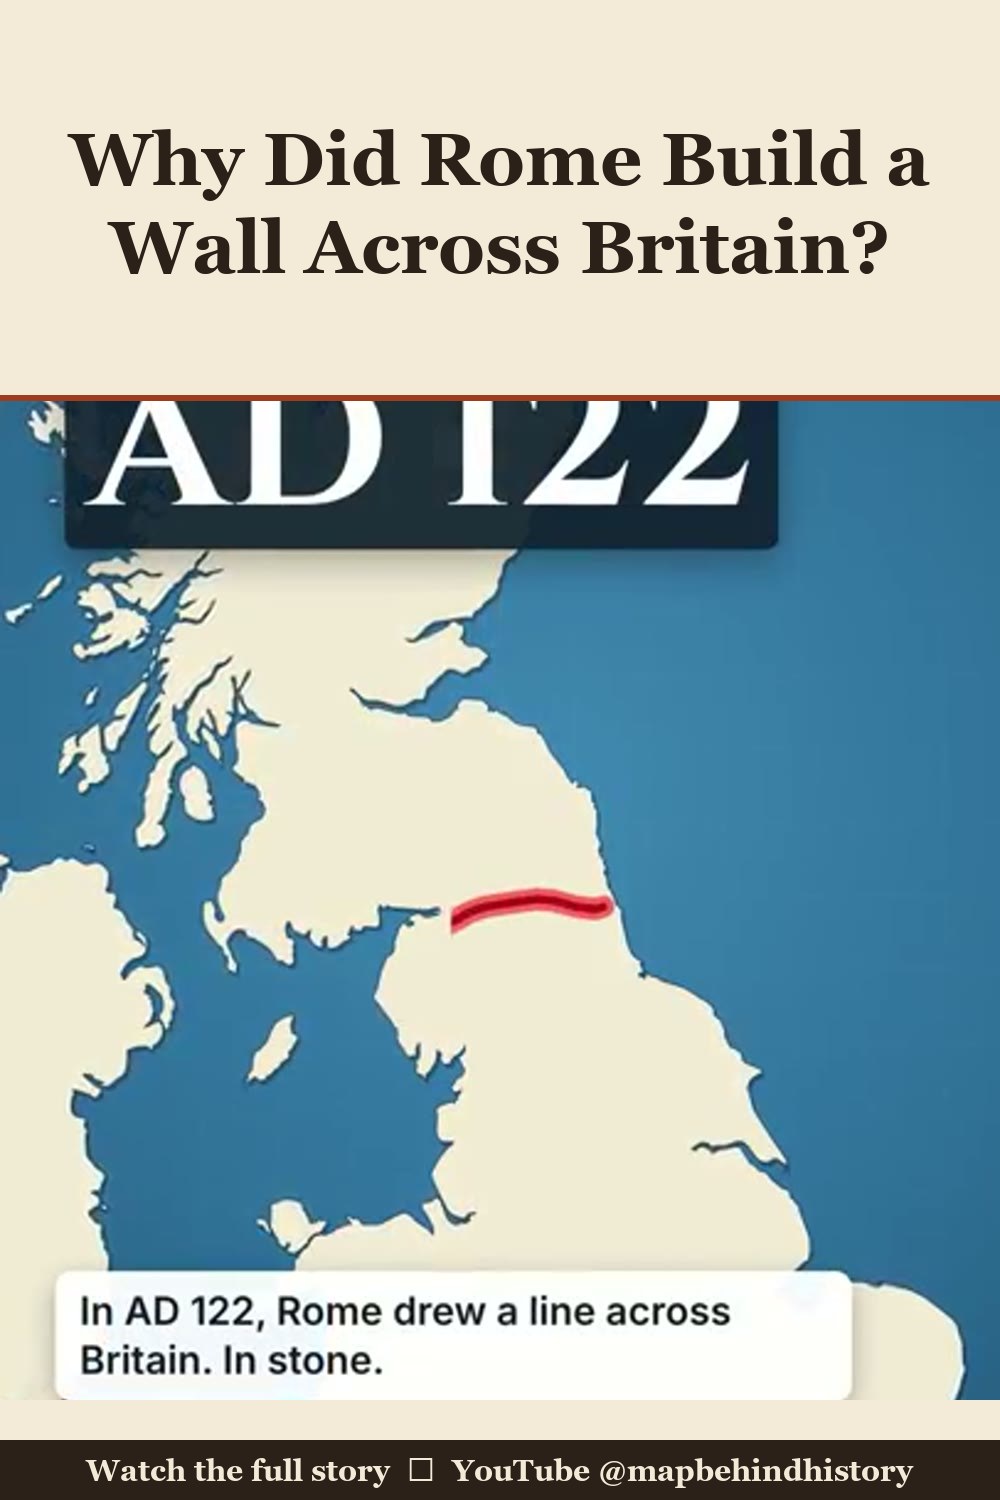 Why Did Rome Build a
Wall Across Britain?
AD 122
In AD 122, Rome drew a line across
Britain. In stone.
Watch the full story □ YouTube @mapbehindhistory